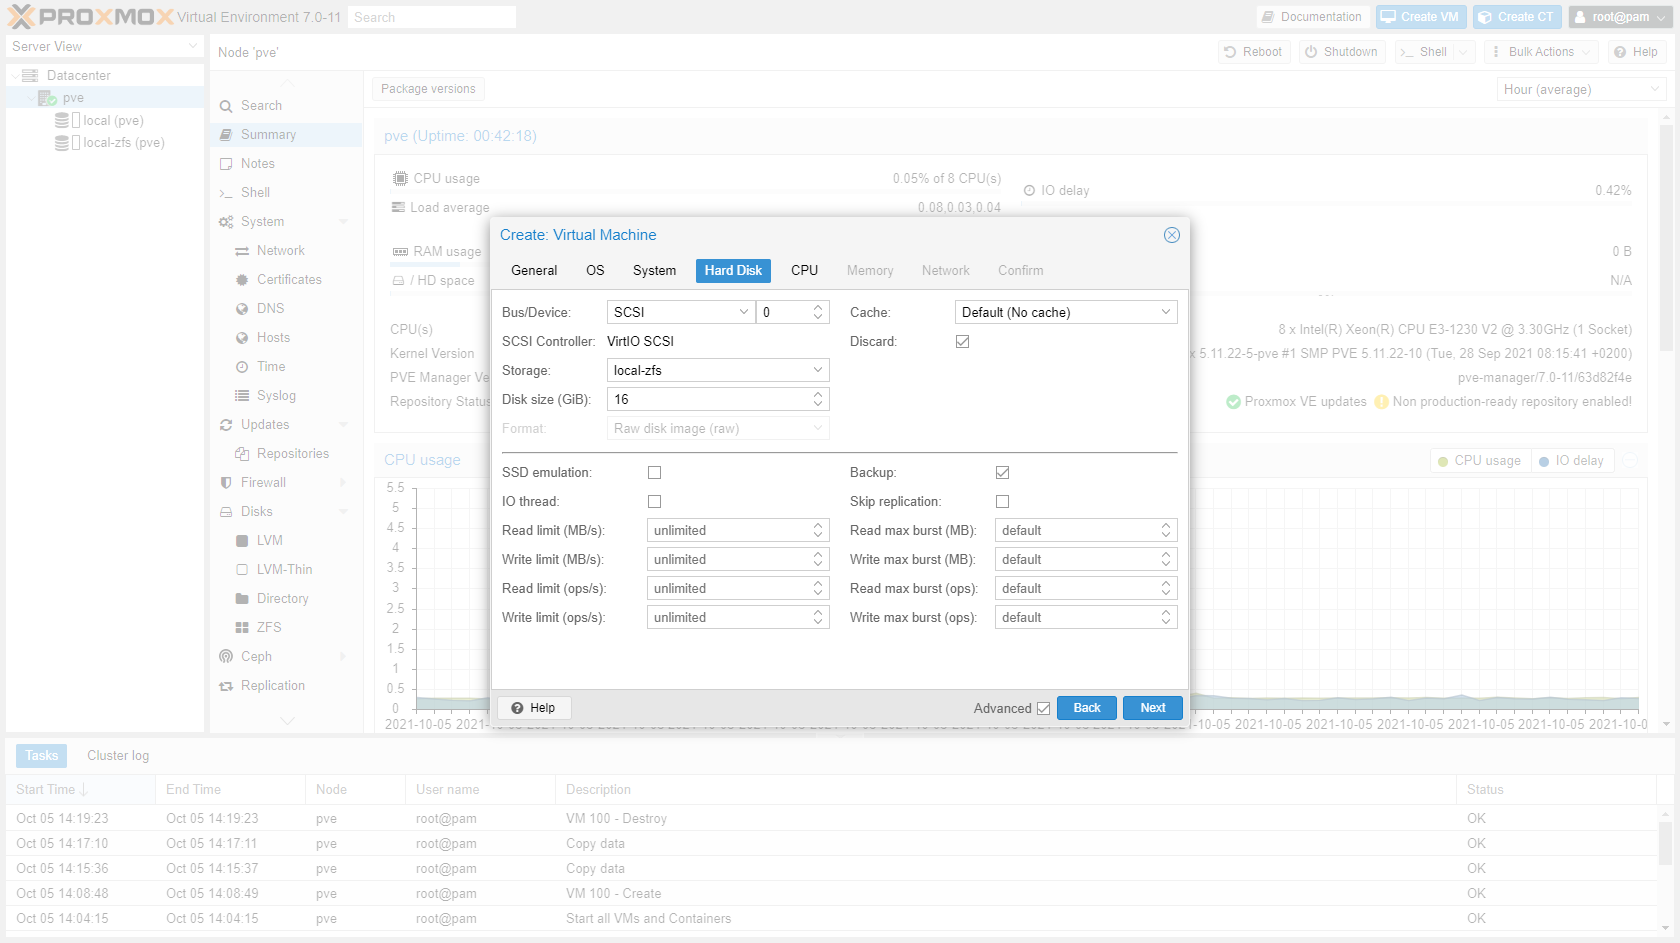 PROXMOX Virtual Environment 7.0-11 Search Documentation Create VM Create CT root@pam
Server View
Node 'pve' Reboot Shutdown >_ Shell Bulk Actions Help
Datacenter
pve
local (pve)
local-zfs (pve)
Search
Summary
Notes
>_ Shell
System
Network
Certificates
DNS
Hosts
Time
Syslog
Updates
Repositories
Firewall
Disks
LVM
LVM-Thin
Directory
ZFS
Ceph
Replication
Package versions Hour (average)
pve (Uptime: 00:42:18)
CPU usage 0.05% of 8 CPU(s)
IO delay 0.42%
Load average 0.08,0.03,0.04
RAM usage 0 B
/ HD space N/A
CPU(s) 8 x Intel(R) Xeon(R) CPU E3-1230 V2 @ 3.30GHz (1 Socket)
Kernel Version x 5.11.22-5-pve #1 SMP PVE 5.11.22-10 (Tue, 28 Sep 2021 08:15:41 +0200)
PVE Manager Ve pve-manager/7.0-11/63d82f4e
Repository Status Proxmox VE updates Non production-ready repository enabled!
Create: Virtual Machine
General OS System Hard Disk CPU Memory Network Confirm
Bus/Device: SCSI 0 Cache: Default (No cache)
SCSI Controller: VirtIO SCSI Discard:
Storage: local-zfs
Disk size (GiB): 16
Format: Raw disk image (raw)
SSD emulation: Backup:
IO thread: Skip replication:
Read limit (MB/s): unlimited Read max burst (MB): default
Write limit (MB/s): unlimited Write max burst (MB): default
Read limit (ops/s): unlimited Read max burst (ops): default
Write limit (ops/s): unlimited Write max burst (ops): default
Help Advanced Back Next
CPU usage CPU usage IO delay
5.5
5
4.5
4
3.5
3
2.5
2
1.5
1
0.5
0
2021-10-05 2021-10-05 2021-10-05 2021-10-05 2021-10-05 2021-10-05 2021-10-05 2021-10-0
Tasks Cluster log
Start Time End Time Node User name Description Status
Oct 05 14:19:23 Oct 05 14:19:23 pve root@pam VM 100 - Destroy OK
Oct 05 14:17:10 Oct 05 14:17:11 pve root@pam Copy data OK
Oct 05 14:15:36 Oct 05 14:15:37 pve root@pam Copy data OK
Oct 05 14:08:48 Oct 05 14:08:49 pve root@pam VM 100 - Create OK
Oct 05 14:04:15 Oct 05 14:04:15 pve root@pam Start all VMs and Containers OK